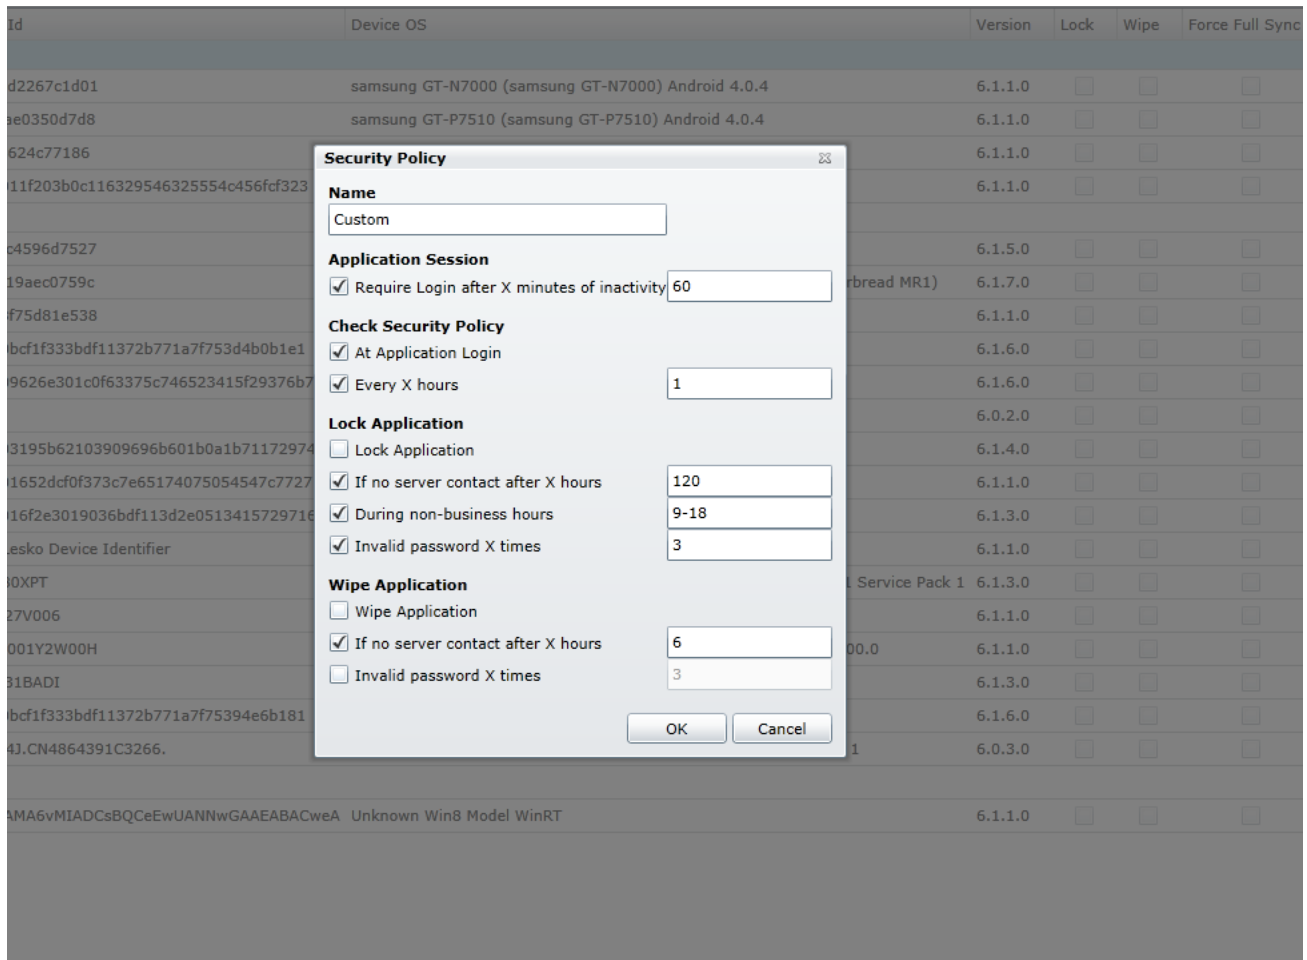 Id Device OS Version Lock Wipe Force Full Sync
d2267c1d01 samsung GT-N7000 (samsung GT-N7000) Android 4.0.4 6.1.1.0
ae0350d7d8 samsung GT-P7510 (samsung GT-P7510) Android 4.0.4 6.1.1.0
624c77186 6.1.1.0
011f203b0c116329546325554c456fcf323 6.1.1.0
c4596d7527 6.1.5.0
19aec0759c rbread MR1) 6.1.7.0
8f75d81e538 6.1.1.0
bcf1f333bdf11372b771a7f753d4b0b1e1 6.1.6.0
09626e301c0f63375c746523415f29376b7 6.1.6.0
6.0.2.0
03195b62103909696b601b0a1b71172974 6.1.4.0
01652dcf0f373c7e65174075054547c7727 6.1.1.0
016f2e3019036bdf113d2e0513415729716 6.1.3.0
Lesko Device Identifier 6.1.1.0
80XPT 1 Service Pack 1 6.1.3.0
27V006 6.1.1.0
001Y2W00H 00.0 6.1.1.0
31BADI 6.1.3.0
bcf1f333bdf11372b771a7f75394e6b181 6.1.6.0
4J.CN4864391C3266. 1 6.0.3.0
AMA6vMIADCsBQCeEwUANNwGAAEABACweA Unknown Win8 Model WinRT 6.1.1.0
Security Policy
Name
Custom
Application Session
Require Login after X minutes of inactivity 60
Check Security Policy
At Application Login
Every X hours 1
Lock Application
Lock Application
If no server contact after X hours 120
During non-business hours 9-18
Invalid password X times 3
Wipe Application
Wipe Application
If no server contact after X hours 6
Invalid password X times 3
OK Cancel